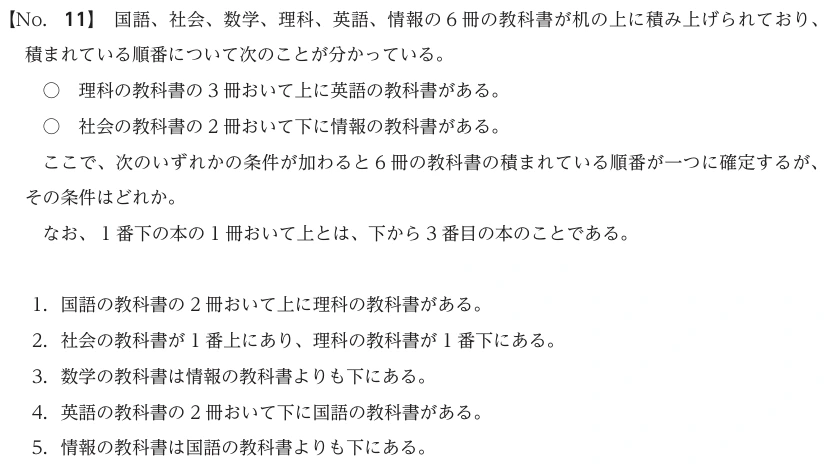 【No. 11】 国語、社会、数学、理科、英語、情報の6冊の教科書が机の上に積み上げられており、
積まれている順番について次のことが分かっている。
○ 理科の教科書の3冊おいて上に英語の教科書がある。
○ 社会の教科書の2冊おいて下に情報の教科書がある。
ここで、次のいずれかの条件が加わると6冊の教科書の積まれている順番が一つに確定するが、
その条件はどれか。
なお、1番下の本の1冊おいて上とは、下から3番目の本のことである。
1. 国語の教科書の2冊おいて上に理科の教科書がある。
2. 社会の教科書が1番上にあり、理科の教科書が1番下にある。
3. 数学の教科書は情報の教科書よりも下にある。
4. 英語の教科書の2冊おいて下に国語の教科書がある。
5. 情報の教科書は国語の教科書よりも下にある。